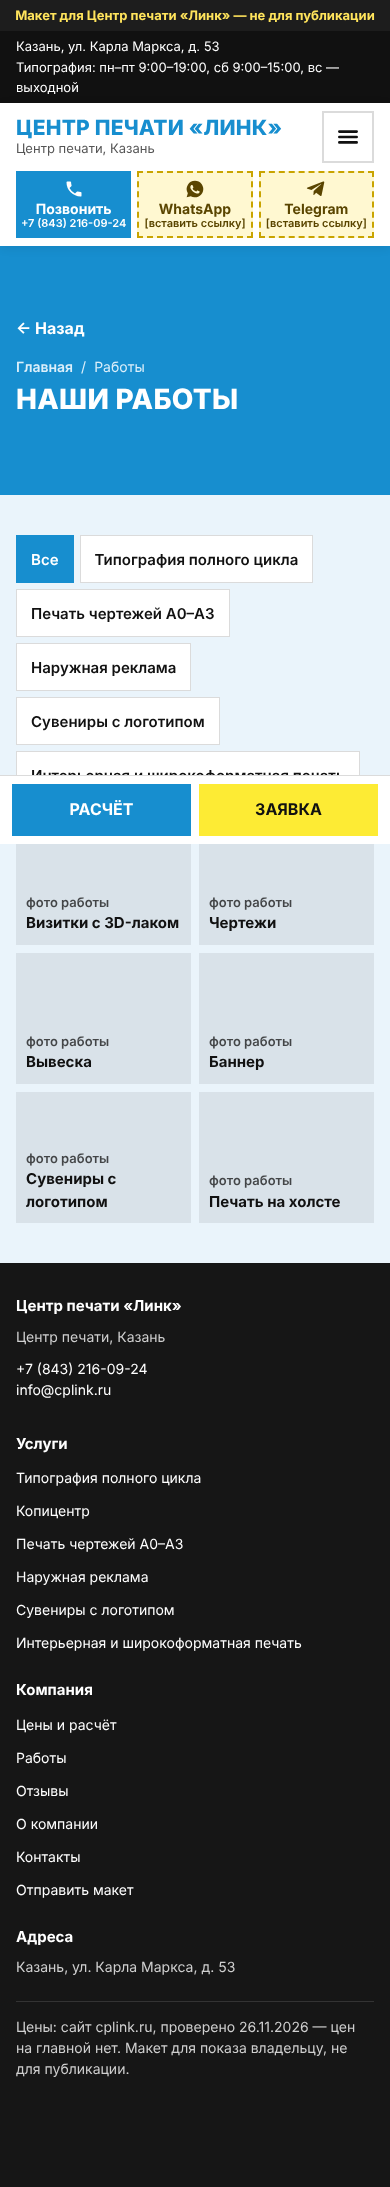 Макет для Центр печати «Линк» — не для публикации
Казань, ул. Карла Маркса, д. 53
Типография: пн–пт 9:00–19:00, сб 9:00–15:00, вс —
выходной
ЦЕНТР ПЕЧАТИ «ЛИНК»
Центр печати, Казань
Позвонить
+7 (843) 216-09-24
WhatsApp
[вставить ссылку]
Telegram
[вставить ссылку]
← Назад
Главная / Работы
НАШИ РАБОТЫ
Все
Типография полного цикла
Печать чертежей А0–А3
Наружная реклама
Сувениры с логотипом
Интерьерная и широкоформатная печать
РАСЧЁТ
ЗАЯВКА
фото работы
Визитки с 3D-лаком
фото работы
Чертежи
фото работы
Вывеска
фото работы
Баннер
фото работы
Сувениры с
логотипом
фото работы
Печать на холсте
Центр печати «Линк»
Центр печати, Казань
+7 (843) 216-09-24
info@cplink.ru
Услуги
Типография полного цикла
Копицентр
Печать чертежей А0–А3
Наружная реклама
Сувениры с логотипом
Интерьерная и широкоформатная печать
Компания
Цены и расчёт
Работы
Отзывы
О компании
Контакты
Отправить макет
Адреса
Казань, ул. Карла Маркса, д. 53
Цены: сайт cplink.ru, проверено 26.11.2026 — цен
на главной нет. Макет для показа владельцу, не
для публикации.